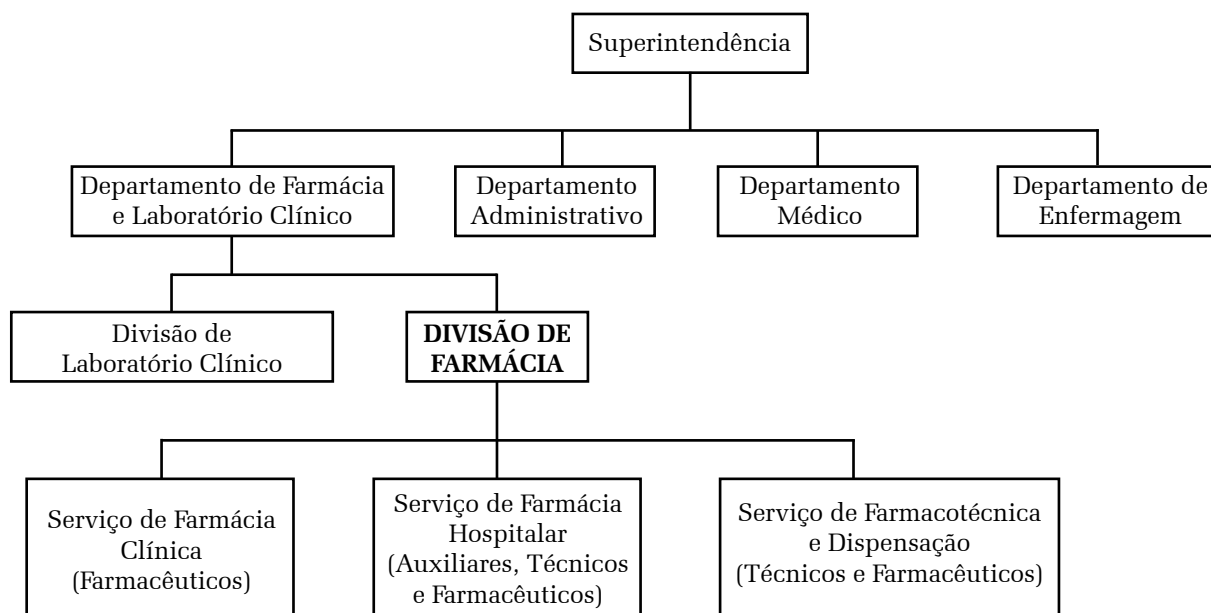 Superintendência
Departamento de Farmácia
e Laboratório Clínico
Departamento
Administrativo
Departamento
Médico
Departamento de
Enfermagem
Divisão de
Laboratório Clínico
DIVISÃO DE
FARMÁCIA
Serviço de Farmácia
Clínica
(Farmacêuticos)
Serviço de Farmácia
Hospitalar
(Auxiliares, Técnicos
e Farmacêuticos)
Serviço de Farmacotécnica
e Dispensação
(Técnicos e Farmacêuticos)